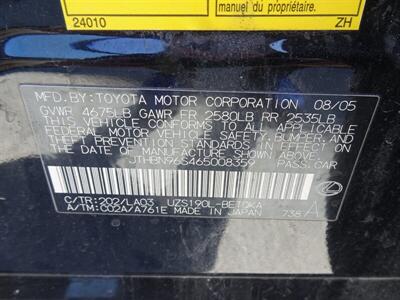 manuel du propriétaire.
24010 ZH
MFD.BY:TOYOTA MOTOR CORPORATION 08/05
GVWR 4675LB GAWR FR 2580LB RR 2535LB
THIS VEHICLE CONFORMS TO ALL APPLICABLE
FEDERAL MOTOR VEHICLE SAFETY, BUMPER, AND
THEFT PREVENTION STANDARDS IN EFFECT ON
THE DATE OF MANUFACTURE SHOWN ABOVE.
JTHBN96S465008359 PASS.CAR
C/TR:202/LA03 UZS190L-BETQKA
A/TM:C02A/A761E MADE IN JAPAN 738 A